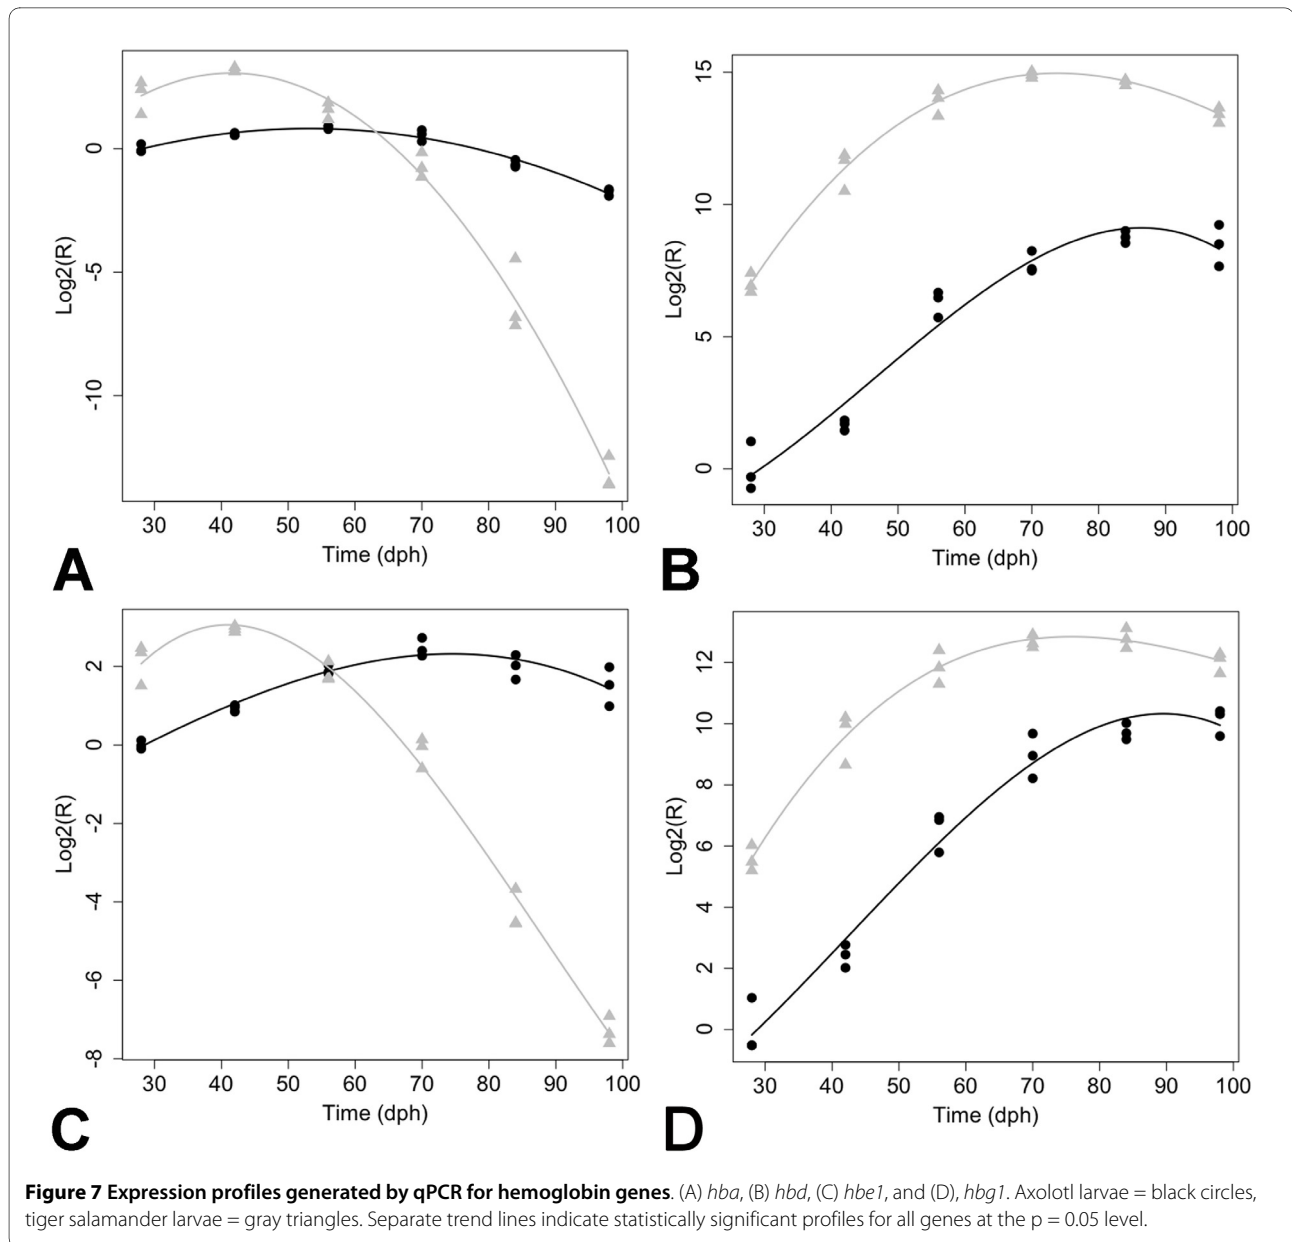 0
-5
-10
Log2(R)
30 40 50 60 70 80 90 100
Time (dph)
A
15
10
5
0
Log2(R)
30 40 50 60 70 80 90 100
Time (dph)
B
2
0
-2
-4
-6
-8
Log2(R)
30 40 50 60 70 80 90 100
Time (dph)
C
12
10
8
6
4
2
0
Log2(R)
30 40 50 60 70 80 90 100
Time (dph)
D
Figure 7 Expression profiles generated by qPCR for hemoglobin genes. (A) hba, (B) hbd, (C) hbe1, and (D), hbg1. Axolotl larvae = black circles,
tiger salamander larvae = gray triangles. Separate trend lines indicate statistically significant profiles for all genes at the p = 0.05 level.